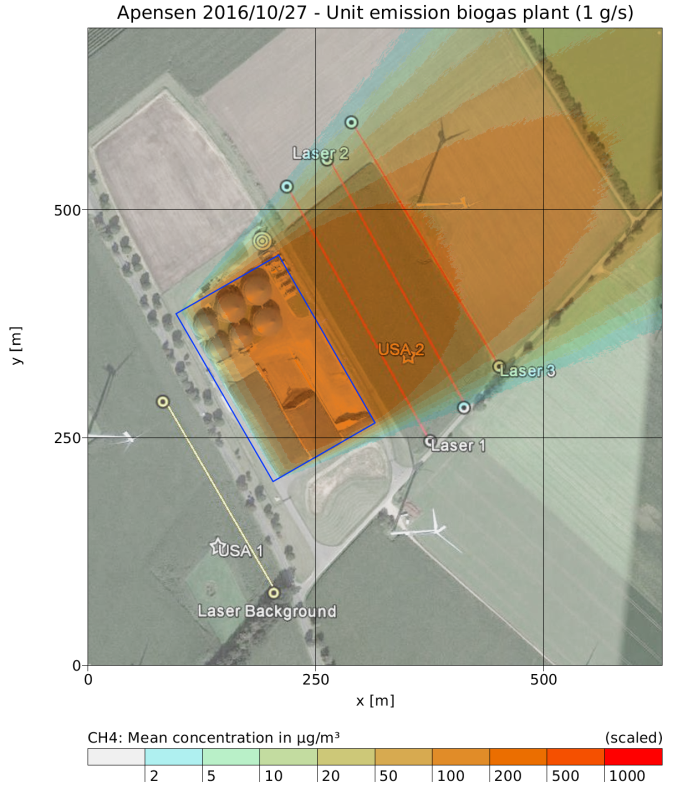 Apensen 2016/10/27 - Unit emission biogas plant (1 g/s)
Laser 2
500
USA 2
Laser 3
y [m]
250
Laser 1
USA 1
Laser Background
0
0 250 500
x [m]
CH4: Mean concentration in µg/m³ (scaled)
2 5 10 20 50 100 200 500 1000